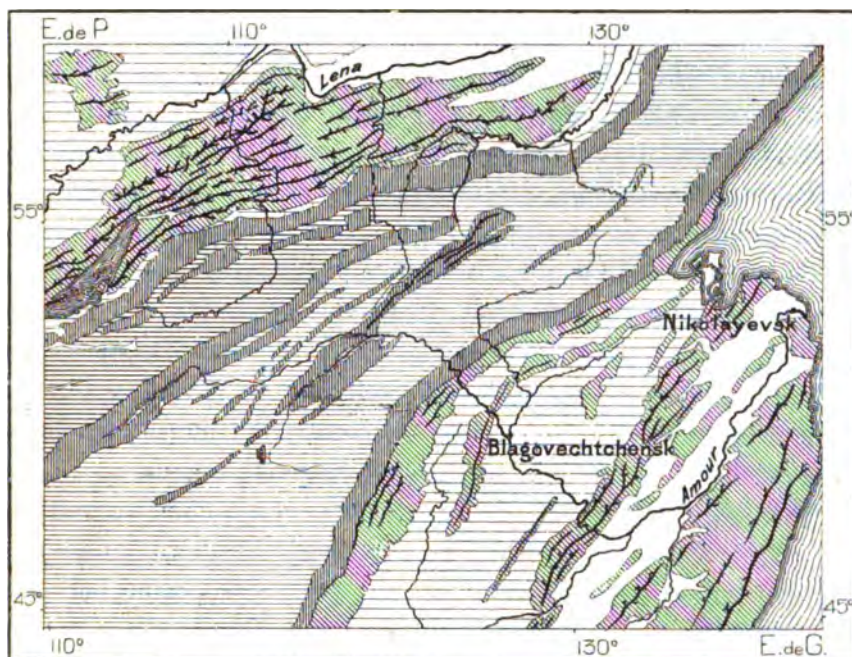 E. de P. 110° 130°
Lena
55° 55°
Nikolayevsk
Blagovechtchensk
Amour
45° 45°
110° 130° E. de G.